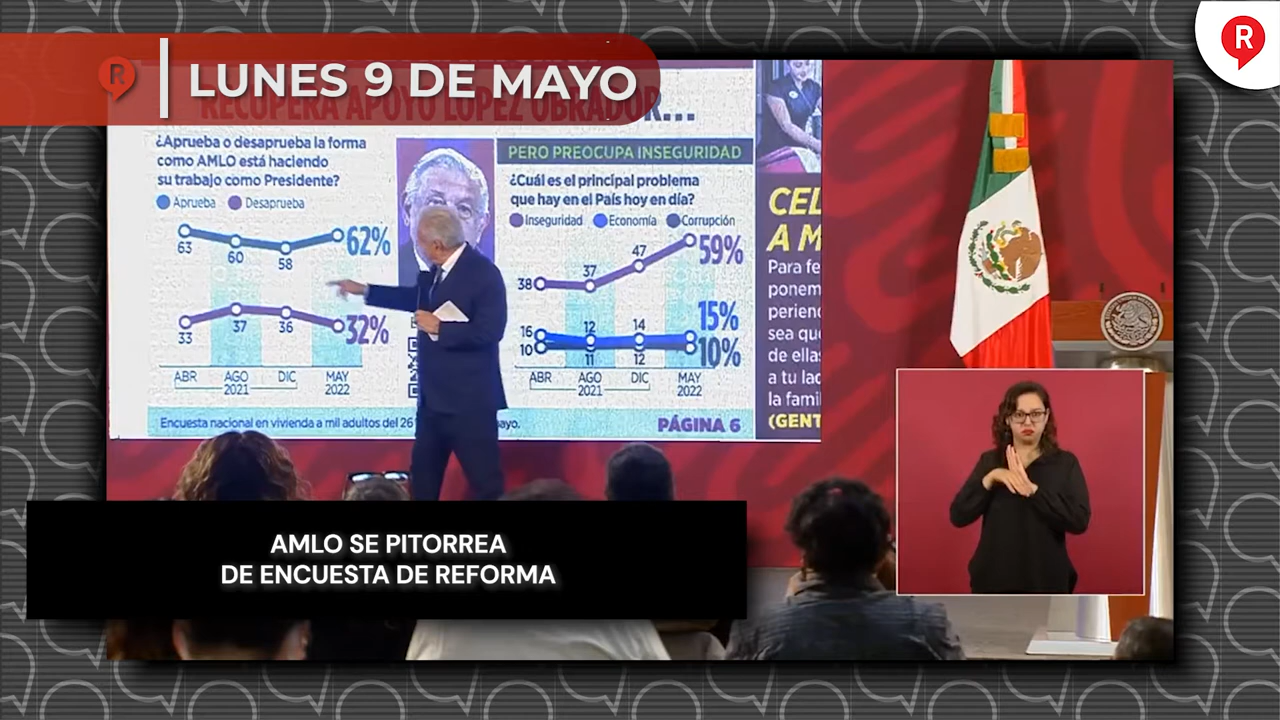 R
R
LUNES 9 DE MAYO
RECUPERA APOYO LÓPEZ OBRADOR...
¿Aprueba o desaprueba la forma
como AMLO está haciendo
su trabajo como Presidente?
Aprueba Desaprueba
63 60 58 62%
33 37 36 32%
ABR AGO DIC MAY
2021 2022
Encuesta nacional en vivienda a mil adultos del 26
PERO PREOCUPA INSEGURIDAD
¿Cuál es el principal problema
que hay en el País hoy en día?
Inseguridad Economía Corrupción
38 37 47 59%
16 12 14 15%
10 11 12 10%
ABR AGO DIC MAY
2021 2022
mayo.
PÁGINA 6
CEL
A M
Para fe
ponem
perienc
sea que
de ellas
a tu lad
la famil
(GENT
AMLO SE PITORREA
DE ENCUESTA DE REFORMA